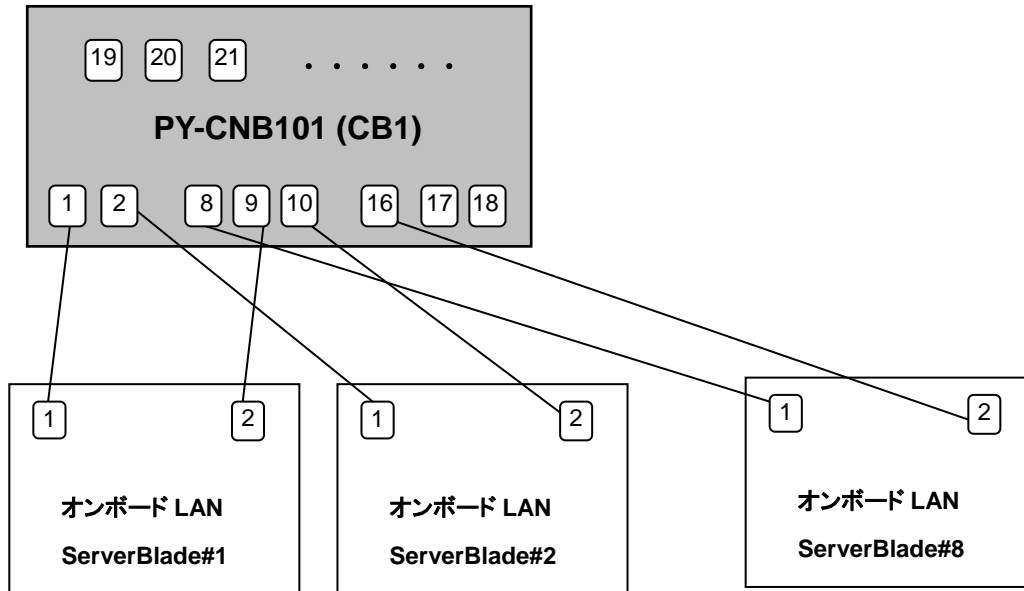 19 20 21 ・・・・・・
PY-CNB101 (CB1)
1 2 8 9 10 16 17 18
1 2 1 2 1 2
オンボード LAN
ServerBlade#1
オンボード LAN
ServerBlade#2
オンボード LAN
ServerBlade#8